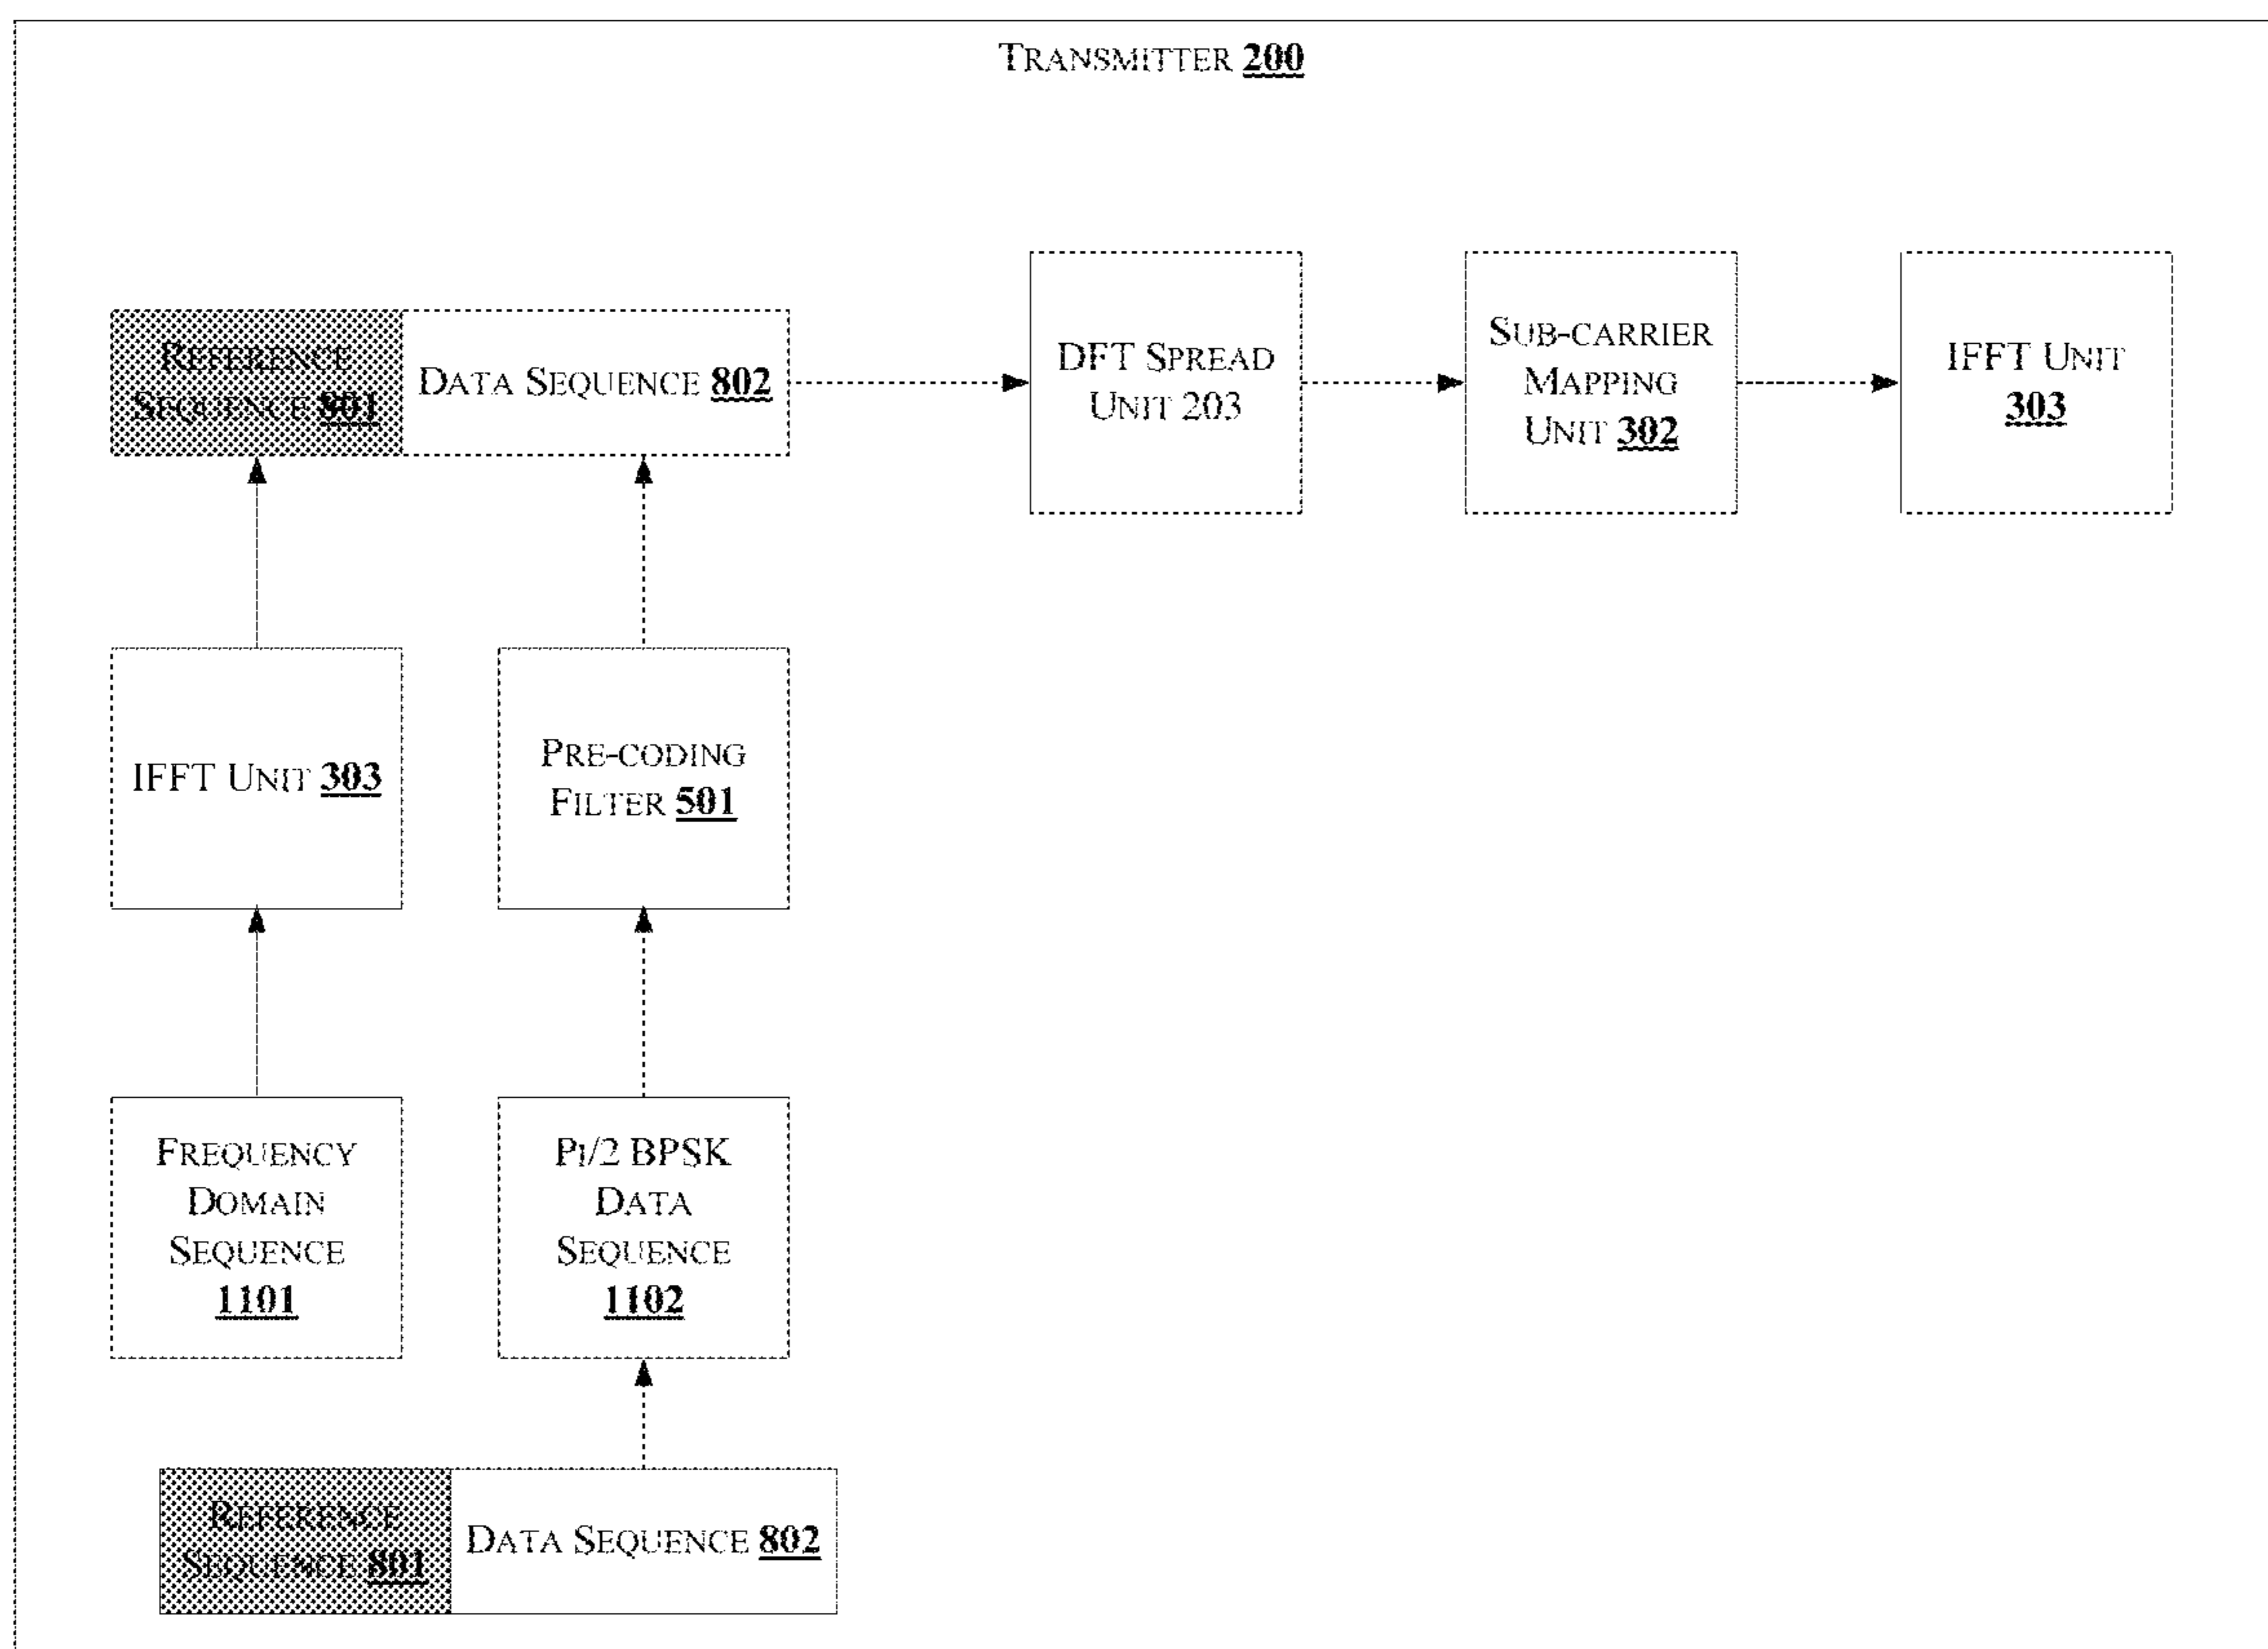 TRANSMITTER 200
REFERENCE
SEQUENCE 801
DATA SEQUENCE 802
DFT SPREAD
UNIT 203
SUB-CARRIER
MAPPING
UNIT 302
IFFT UNIT
303
IFFT UNIT 303
PRE-CODING
FILTER 501
FREQUENCY
DOMAIN
SEQUENCE
1101
PI/2 BPSK
DATA
SEQUENCE
1102
REFERENCE
SEQUENCE 801
DATA SEQUENCE 802